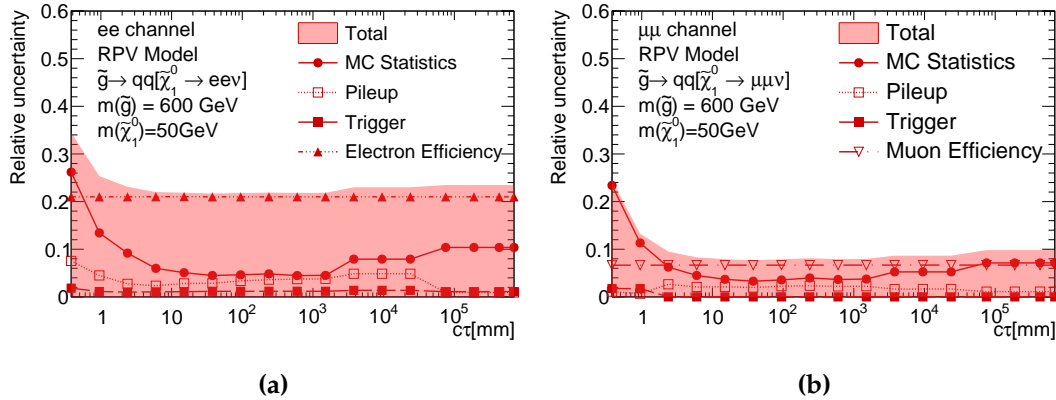 Relative uncertainty
0.6
0.5
0.4
0.3
0.2
0.1
0
ee channel
RPV Model
g̃→ qq[χ̃⁰₁ → eeν]
m(g̃) = 600 GeV
m(χ̃⁰₁)=50GeV
Total
MC Statistics
Pileup
Trigger
Electron Efficiency
1 10 10² 10³ 10⁴ 10⁵
cτ[mm]
(a)
Relative uncertainty
0.6
0.5
0.4
0.3
0.2
0.1
0
μμ channel
RPV Model
g̃→ qq[χ̃⁰₁ → μμν]
m(g̃) = 600 GeV
m(χ̃⁰₁)=50GeV
Total
MC Statistics
Pileup
Trigger
Muon Efficiency
1 10 10² 10³ 10⁴ 10⁵
cτ[mm]
(b)